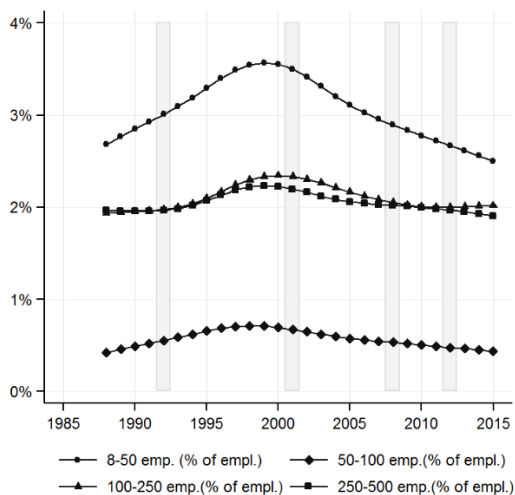 4%
3%
2%
1%
0%
1985 1990 1995 2000 2005 2010 2015
8-50 emp. (% of empl.) 50-100 emp.(% of empl.)
100-250 emp.(% of empl.) 250-500 emp.(% of empl.)